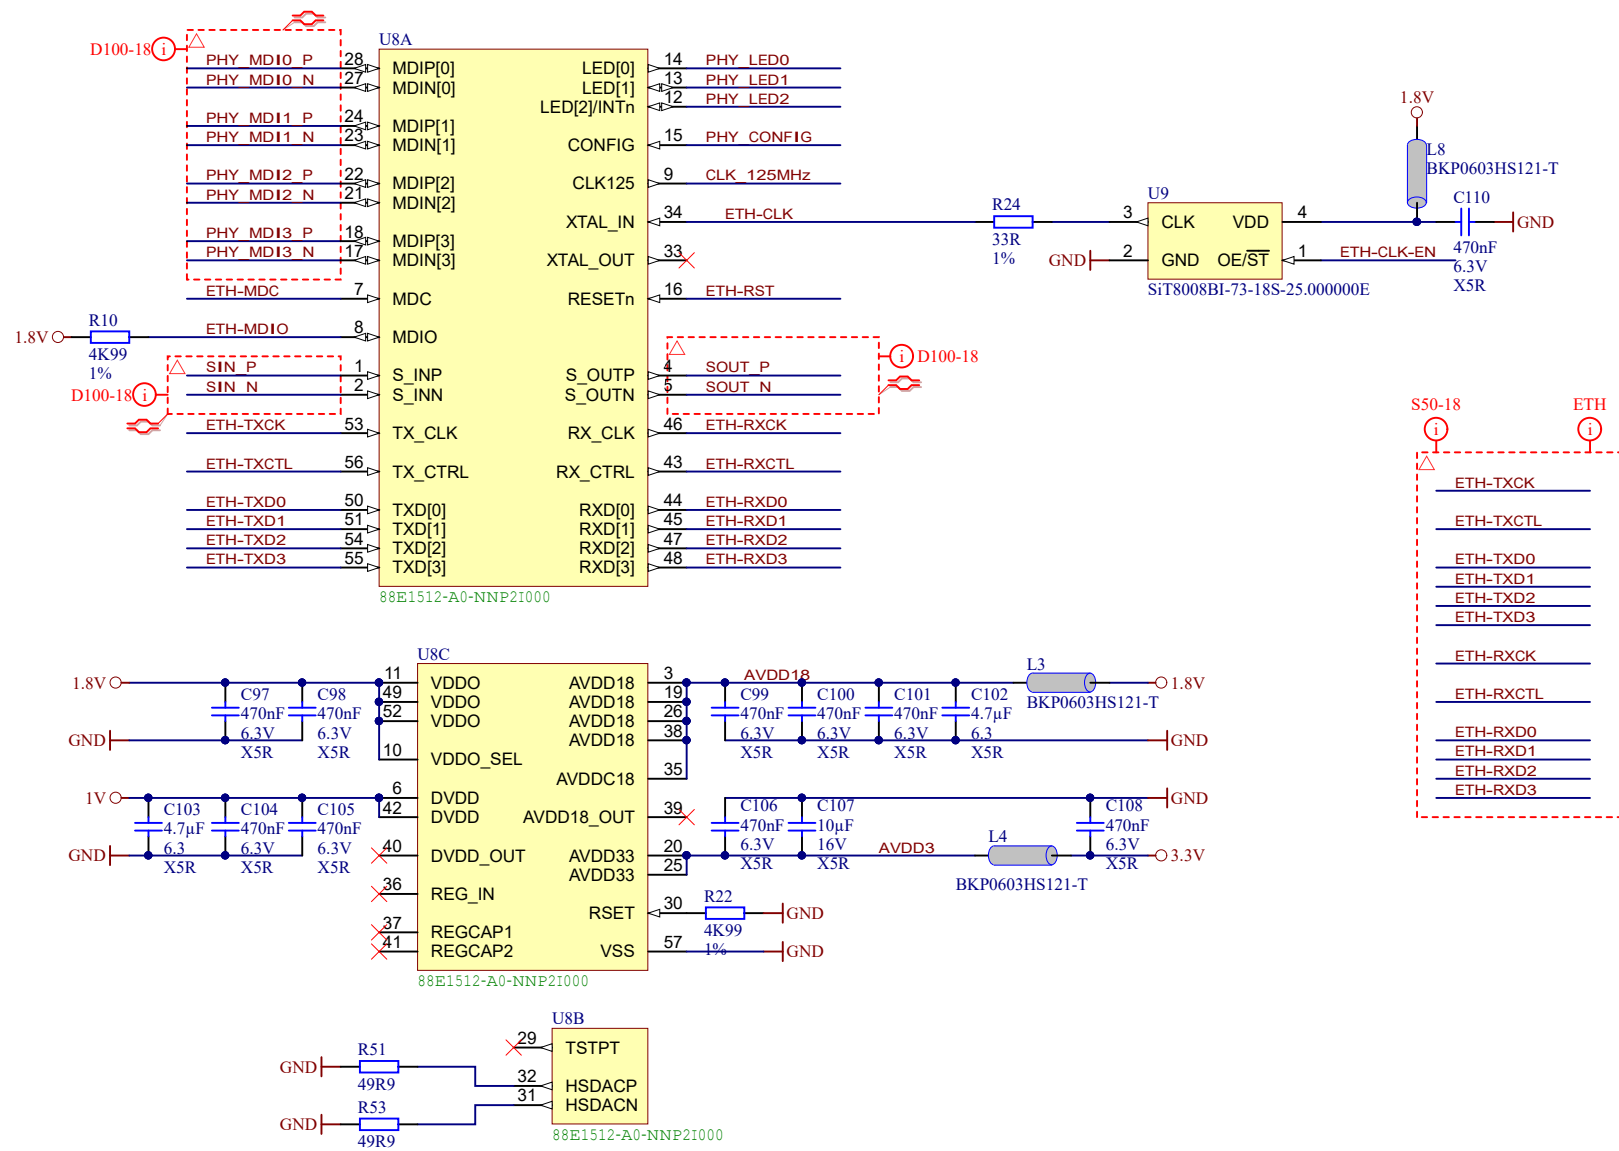 U8A
D100-18 i
PHY_MDI0_P 28 MDIP[0] LED[0] 14 PHY_LED0
PHY_MDI0_N 27 MDIN[0] LED[1] 13 PHY_LED1
LED[2]/INTn 12 PHY_LED2
PHY_MDI1_P 24 MDIP[1]
PHY_MDI1_N 23 MDIN[1] CONFIG 15 PHY_CONFIG
PHY_MDI2_P 22 MDIP[2] CLK125 9 CLK_125MHz
PHY_MDI2_N 21 MDIN[2]
XTAL_IN 34 ETH-CLK
PHY_MDI3_P 18 MDIP[3]
PHY_MDI3_N 17 MDIN[3] XTAL_OUT 33
ETH-MDC 7 MDC RESETn 16 ETH-RST
1.8V R10 ETH-MDIO 8 MDIO
4K99
1%
SIN_P 1 S_INP S_OUTP 4 SOUT_P
SIN_N 2 S_INN S_OUTN 5 SOUT_N
D100-18 i
i D100-18
ETH-TXCK 53 TX_CLK RX_CLK 46 ETH-RXCK
ETH-TXCTL 56 TX_CTRL RX_CTRL 43 ETH-RXCTL
ETH-TXD0 50 TXD[0] RXD[0] 44 ETH-RXD0
ETH-TXD1 51 TXD[1] RXD[1] 45 ETH-RXD1
ETH-TXD2 54 TXD[2] RXD[2] 47 ETH-RXD2
ETH-TXD3 55 TXD[3] RXD[3] 48 ETH-RXD3
88E1512-A0-NNP2I000
1.8V
L8
BKP0603HS121-T
R24
33R
1%
U9
3 CLK VDD 4
GND 2 GND OE/ST 1 ETH-CLK-EN
SiT8008BI-73-18S-25.000000E
C110
GND
470nF
6.3V
X5R
S50-18 ETH
i i
ETH-TXCK
ETH-TXCTL
ETH-TXD0
ETH-TXD1
ETH-TXD2
ETH-TXD3
ETH-RXCK
ETH-RXCTL
ETH-RXD0
ETH-RXD1
ETH-RXD2
ETH-RXD3
U8C
1.8V 11 VDDO AVDD18 3 AVDD18 L3 1.8V
49 VDDO AVDD18 19 BKP0603HS121-T
52 VDDO AVDD18 26
AVDD18 38
10 VDDO_SEL
AVDDC18 35
C97
470nF
6.3V
X5R
C98
470nF
6.3V
X5R
GND
C99
470nF
6.3V
X5R
C100
470nF
6.3V
X5R
C101
470nF
6.3V
X5R
C102
4.7µF
6.3
X5R
GND
1V 6 DVDD
42 DVDD AVDD18_OUT 39
C103
4.7µF
6.3
X5R
C104
470nF
6.3V
X5R
C105
470nF
6.3V
X5R
GND
GND
C106
470nF
6.3V
X5R
C107
10µF
16V
X5R
C108
470nF
6.3V
X5R
40 DVDD_OUT AVDD33 20 AVDD3 L4 3.3V
AVDD33 25 BKP0603HS121-T
36 REG_IN
RSET 30 R22 GND
4K99
1%
37 REGCAP1
41 REGCAP2 VSS 57 GND
88E1512-A0-NNP2I000
U8B
29 TSTPT
GND R51 32 HSDACP
49R9
31 HSDACN
GND R53
49R9
88E1512-A0-NNP2I000